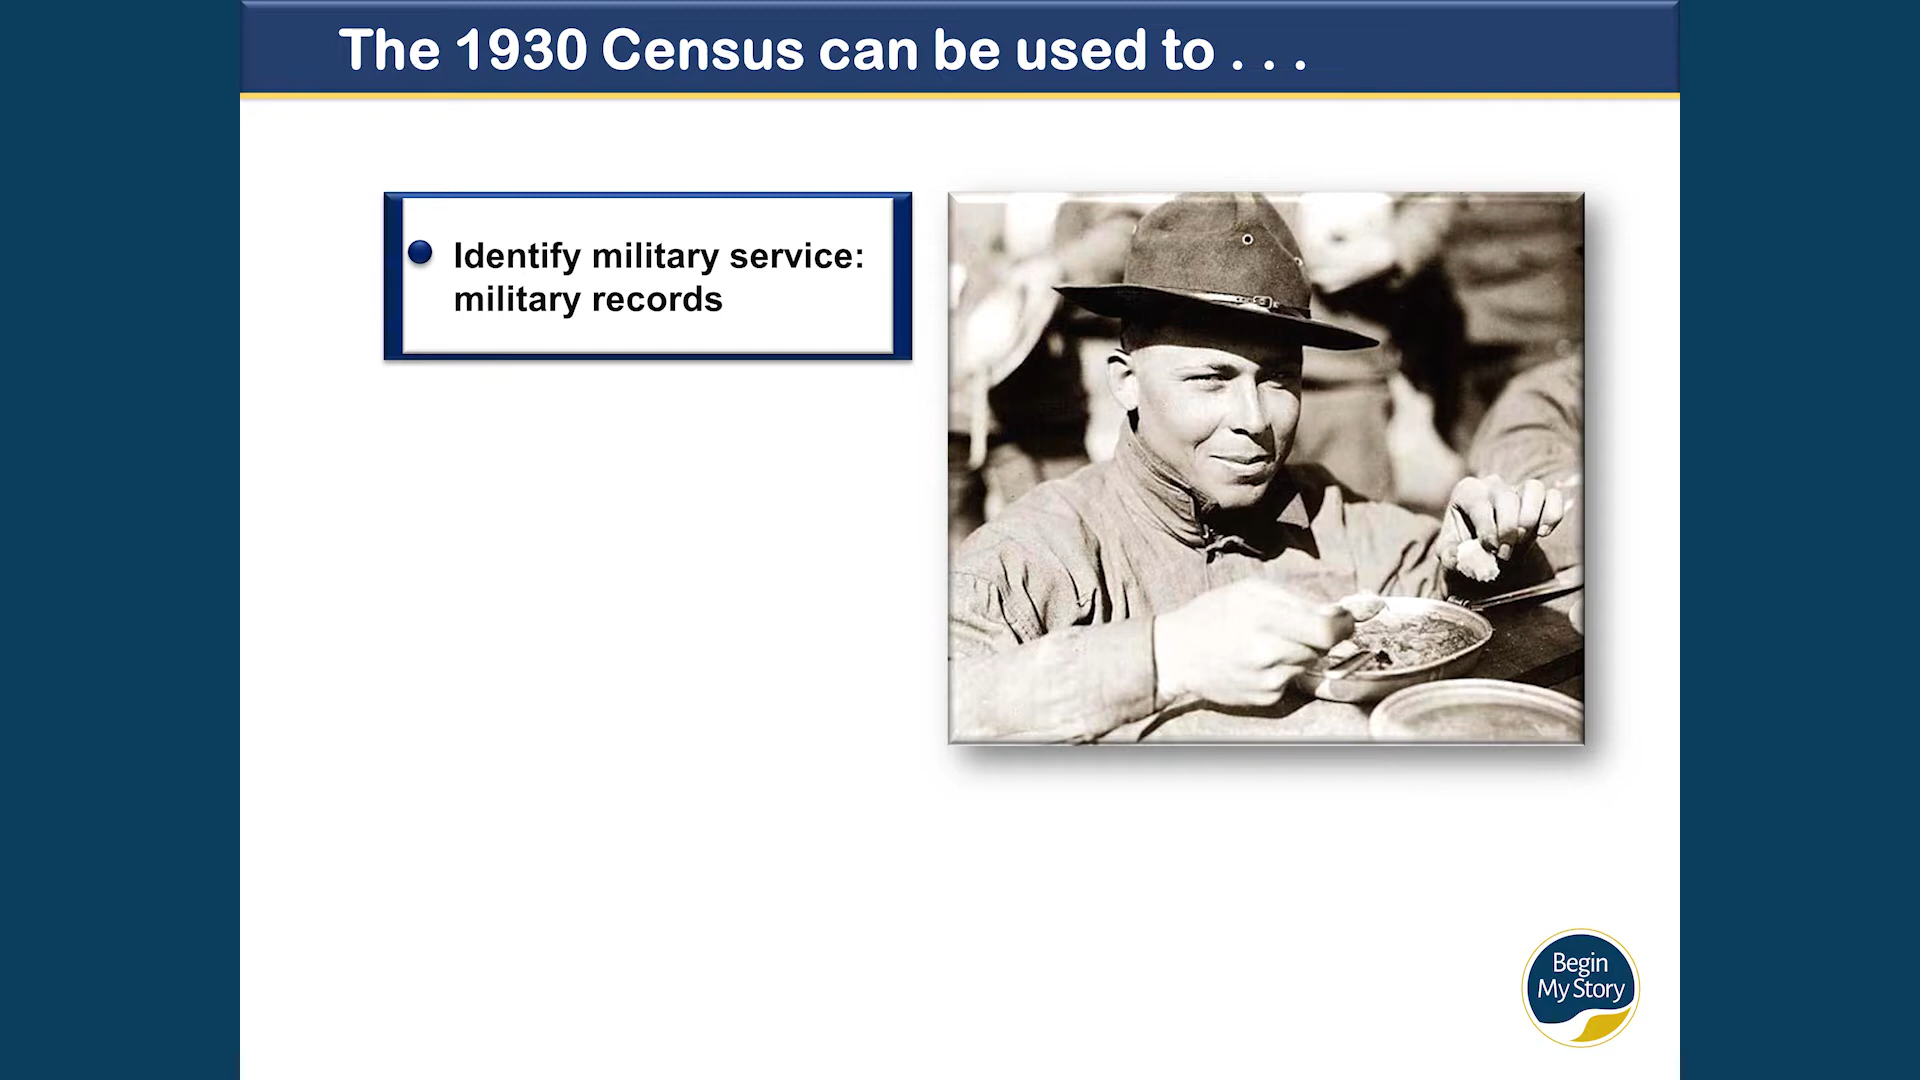 The 1930 Census can be used to . . .
Identify military service:
military records
Begin
My Story